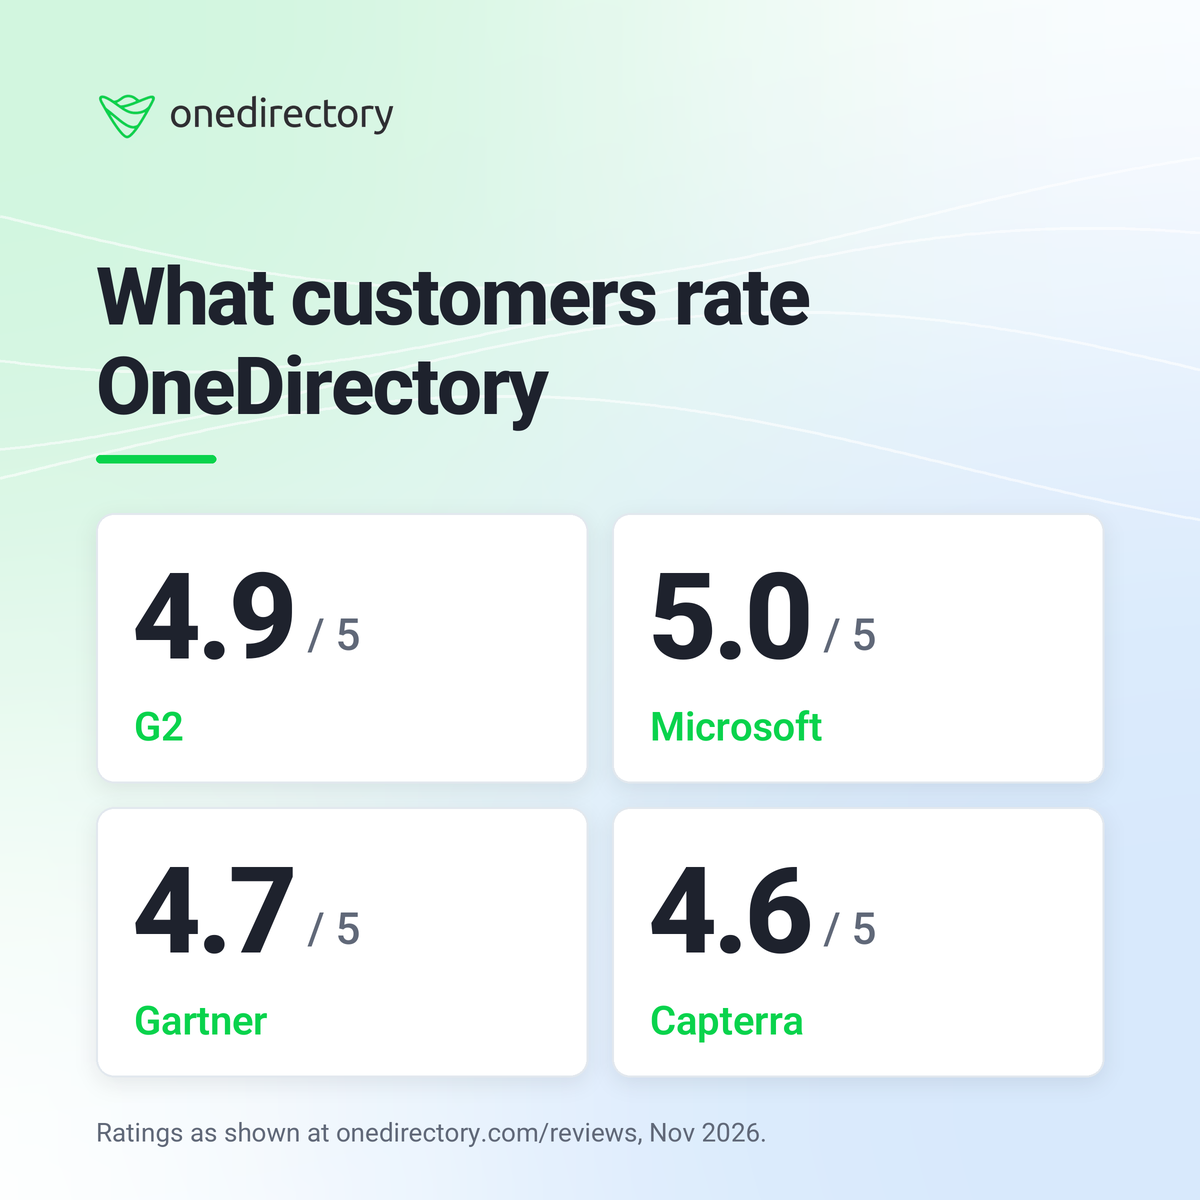 onedirectory
What customers rate
OneDirectory
4.9 / 5
G2
5.0 / 5
Microsoft
4.7 / 5
Gartner
4.6 / 5
Capterra
Ratings as shown at onedirectory.com/reviews, Nov 2026.